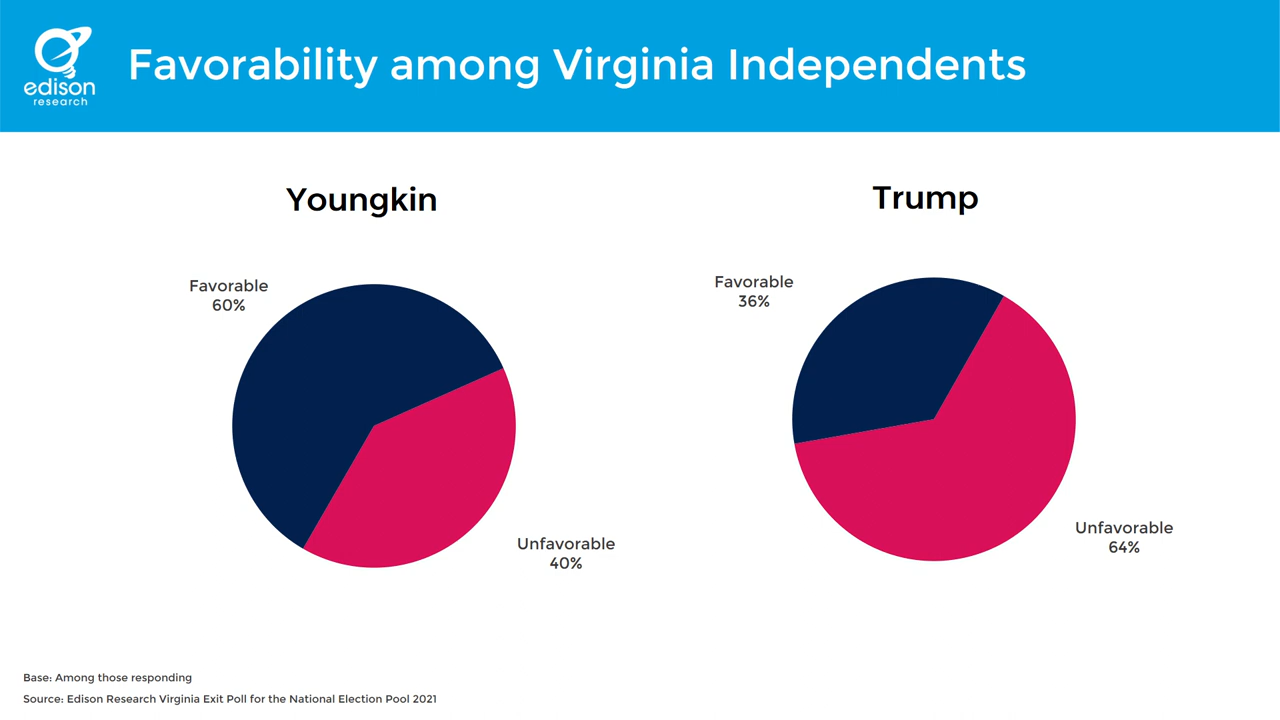 edison
research
Favorability among Virginia Independents
Youngkin
Favorable
60%
Unfavorable
40%
Trump
Favorable
36%
Unfavorable
64%
Base: Among those responding
Source: Edison Research Virginia Exit Poll for the National Election Pool 2021